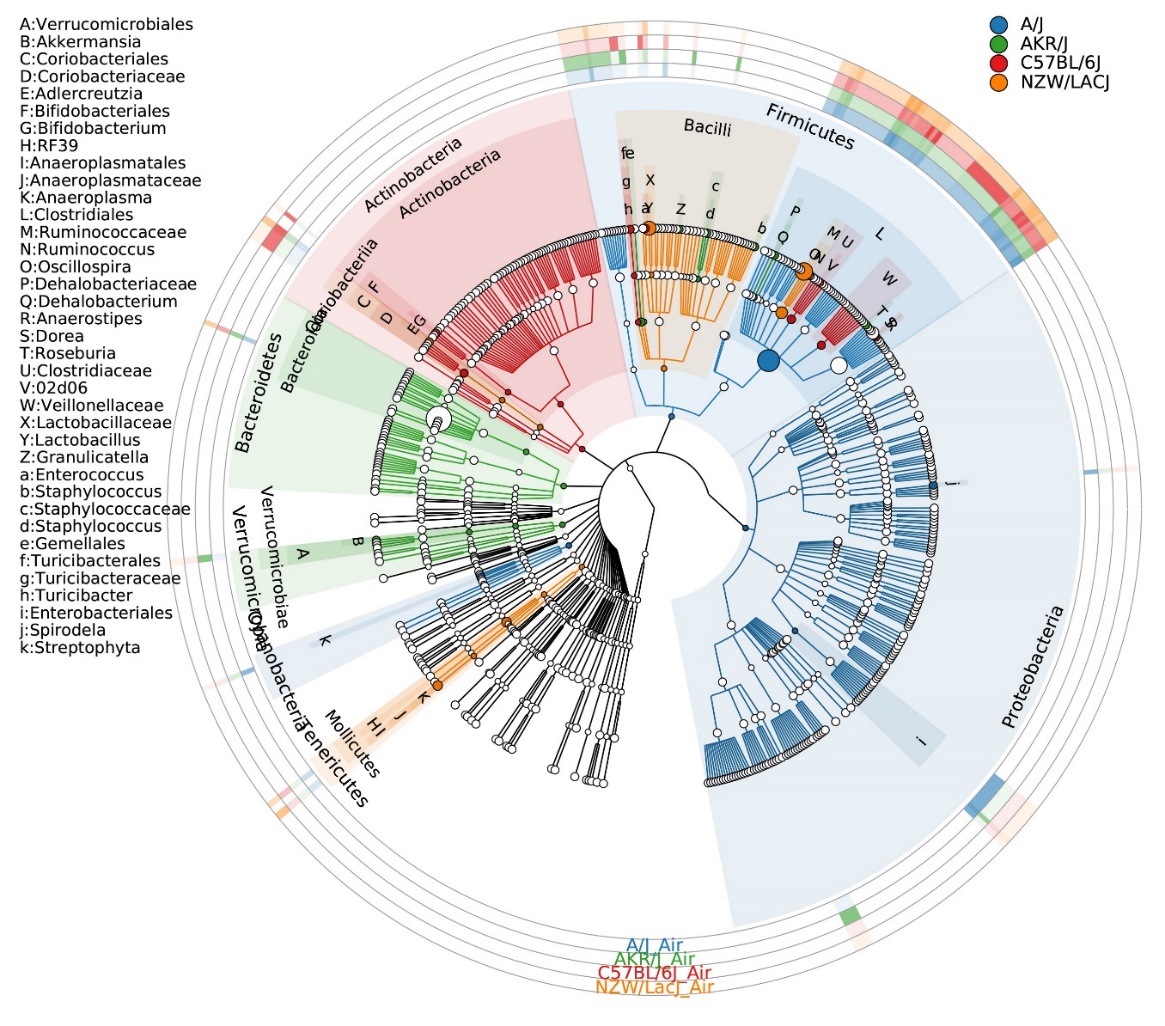 A:Verrucomicrobiales
B:Akkermansia
C:Coriobacteriales
D:Coriobacteriaceae
E:Adlercreutzia
F:Bifidobacteriales
G:Bifidobacterium
H:RF39
I:Anaeroplasmatales
J:Anaeroplasmataceae
K:Anaeroplasma
L:Clostridiales
M:Ruminococcaceae
N:Ruminococcus
O:Oscillospira
P:Dehalobacteriaceae
Q:Dehalobacterium
R:Anaerostipes
S:Dorea
T:Roseburia
U:Clostridiaceae
V:02d06
W:Veillonellaceae
X:Lactobacillaceae
Y:Lactobacillus
Z:Granulicatella
a:Enterococcus
b:Staphylococcus
c:Staphylococcaceae
d:Staphylococcus
e:Gemellales
f:Turicibacterales
g:Turicibacteraceae
h:Turicibacter
i:Enterobacteriales
j:Spirodela
k:Streptophyta
A/J
AKR/J
C57BL/6J
NZW/LACJ
Firmicutes
Bacilli
Actinobacteria
Actinobacteria
fe
g
X
c
h
a
Y
Z
d
b
P
Q
M
U
L
O
N
V
W
T
S
R
F
C
D
E
G
Bacteroidetes
j
B
A
Verrucomicrobiae
k
K
J
H
I
Mollicutes
Tenericutes
Proteobacteria
i
A/J_Air
AKR/J_Air
C57BL/6J_Air
NZW/LacJ_Air